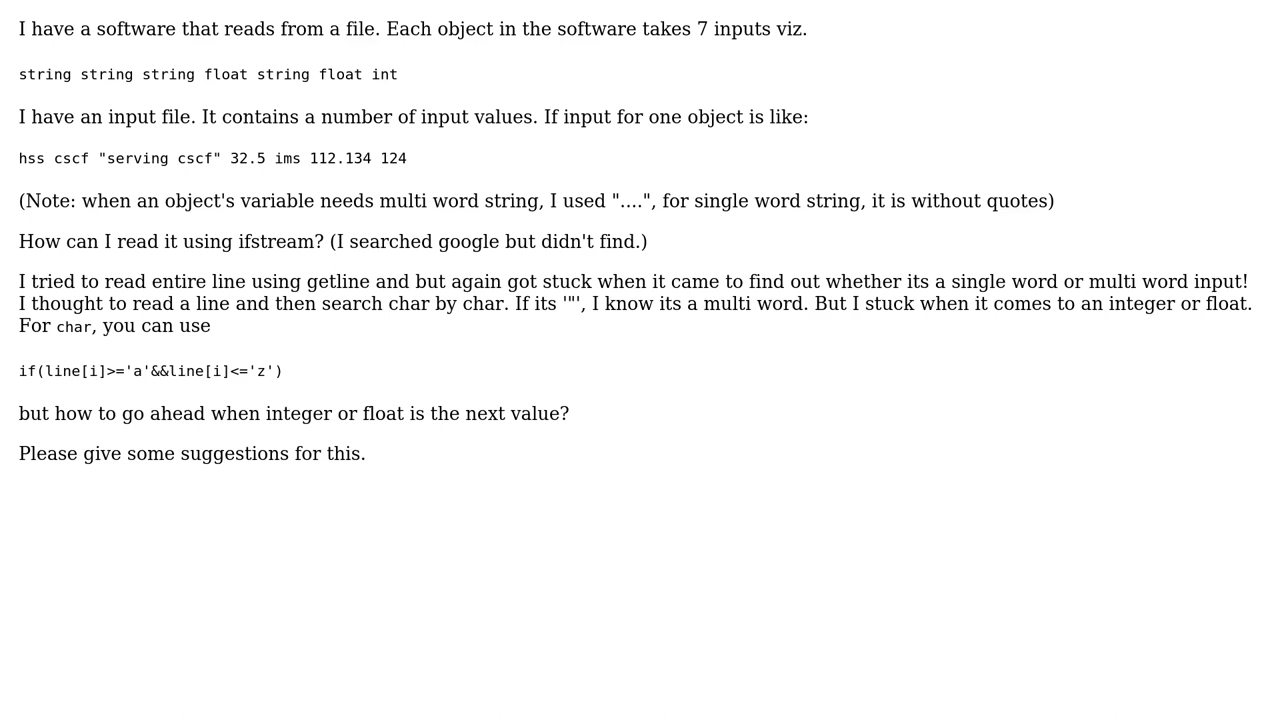 I have a software that reads from a file. Each object in the software takes 7 inputs viz.
string string string float string float int
I have an input file. It contains a number of input values. If input for one object is like:
hss cscf "serving cscf" 32.5 ims 112.134 124
(Note: when an object's variable needs multi word string, I used "....", for single word string, it is without quotes)
How can I read it using ifstream? (I searched google but didn't find.)
I tried to read entire line using getline and but again got stuck when it came to find out whether its a single word or multi word input!
I thought to read a line and then search char by char. If its '"', I know its a multi word. But I stuck when it comes to an integer or float.
For char, you can use
if(line[i]>='a'&&line[i]<='z')
but how to go ahead when integer or float is the next value?
Please give some suggestions for this.